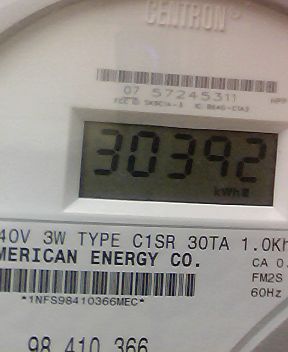 CENTRON®
07 57245311
30392
kWh
40V 3W TYPE C1SR 30TA 1.0Kh
MERICAN ENERGY CO.
CA 0.
FM2S
60Hz
*1NFS98410366MEC*
98 410 366